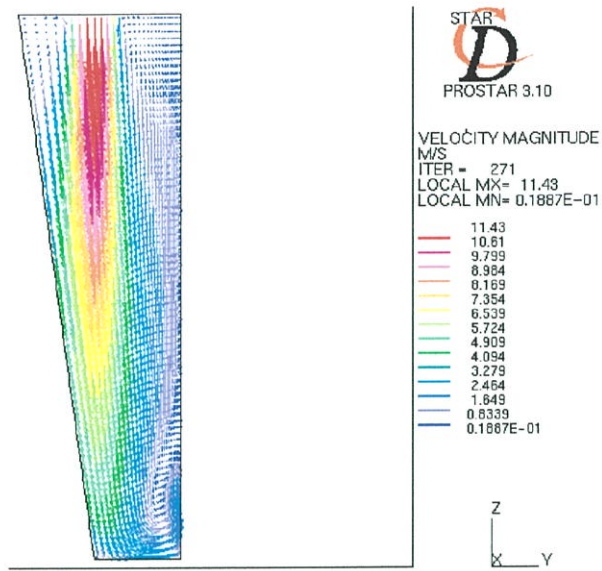 STAR
CD
PROSTAR 3.10
VELOCITY MAGNITUDE
M/S
ITER = 271
LOCAL MX= 11.43
LOCAL MN= 0.1887E-01
11.43
10.61
9.799
8.984
8.169
7.354
6.539
5.724
4.909
4.094
3.279
2.464
1.649
0.8339
0.1887E-01
Z
X Y